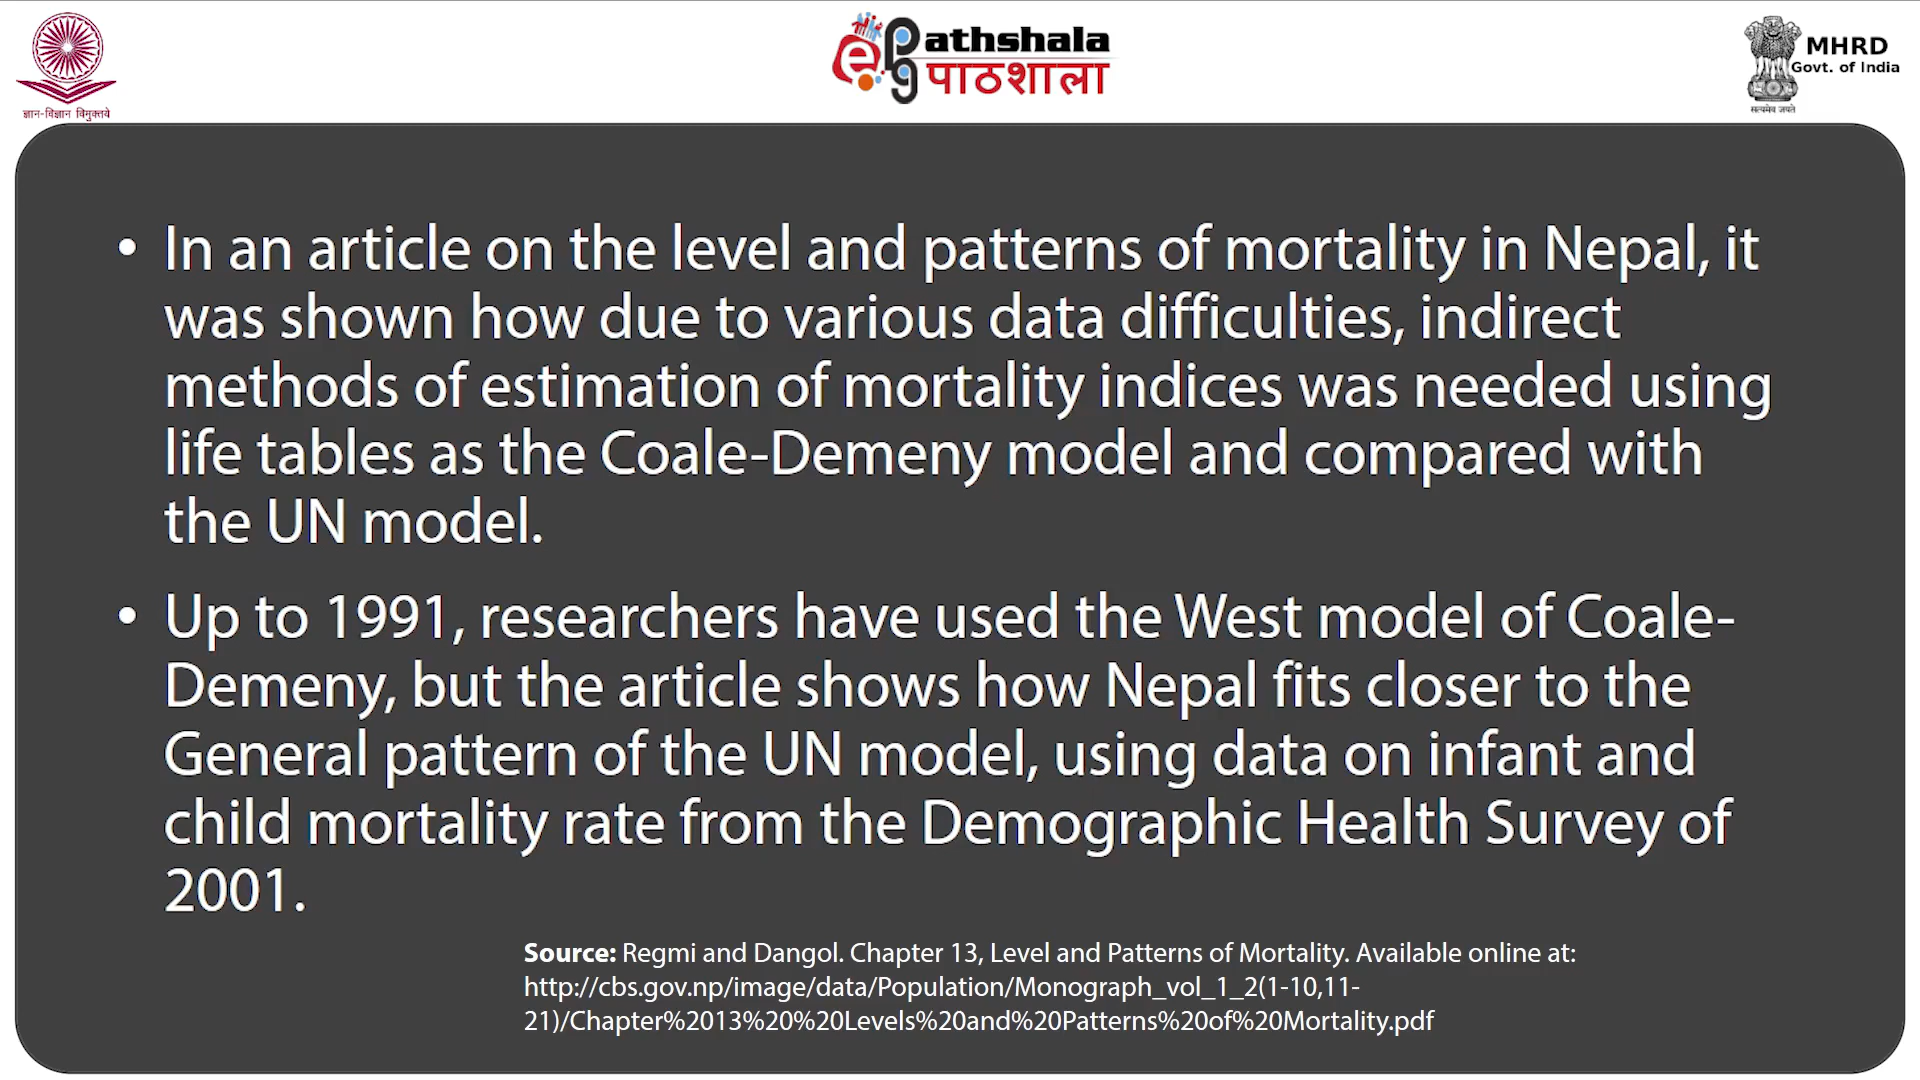 ज्ञान-विज्ञान विमुक्तये
ePG Pathshala
पाठशाला
MHRD
Govt. of India
सत्यमेव जयते
• In an article on the level and patterns of mortality in Nepal, it
was shown how due to various data difficulties, indirect
methods of estimation of mortality indices was needed using
life tables as the Coale-Demeny model and compared with
the UN model.
• Up to 1991, researchers have used the West model of Coale-
Demeny, but the article shows how Nepal fits closer to the
General pattern of the UN model, using data on infant and
child mortality rate from the Demographic Health Survey of
2001.
Source: Regmi and Dangol. Chapter 13, Level and Patterns of Mortality. Available online at:
http://cbs.gov.np/image/data/Population/Monograph_vol_1_2(1-10,11-
21)/Chapter%2013%20%20Levels%20and%20Patterns%20of%20Mortality.pdf